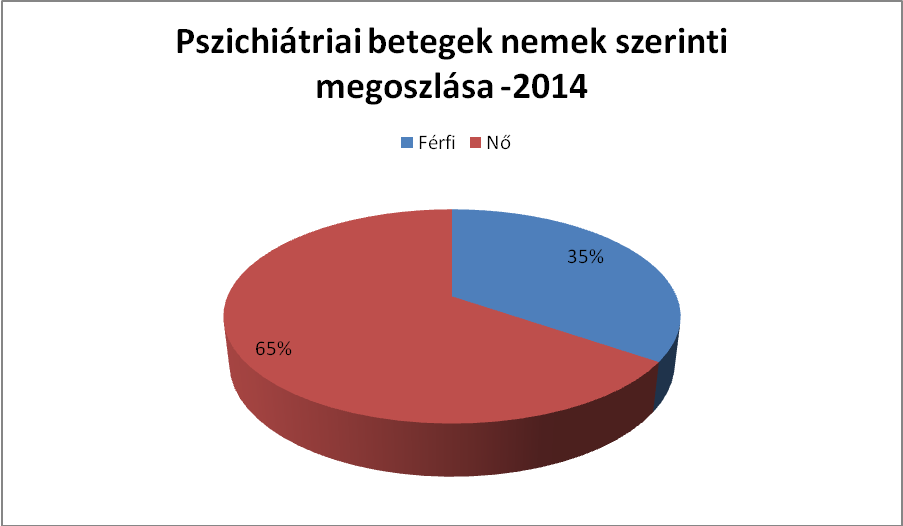 Pszichiátriai betegek nemek szerinti
megoszlása -2014
Férfi Nő
35%
65%